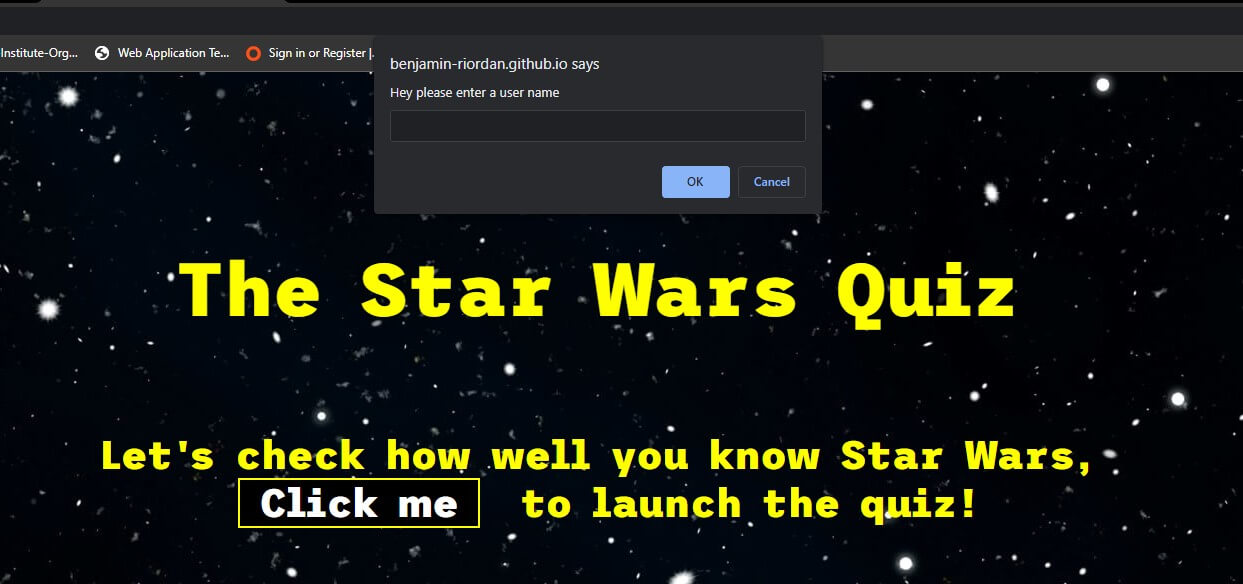 Institute-Org... Web Application Te... Sign in or Register |.
benjamin-riordan.github.io says
Hey please enter a user name
OK Cancel
The Star Wars Quiz
Let's check how well you know Star Wars,
Click me to launch the quiz!